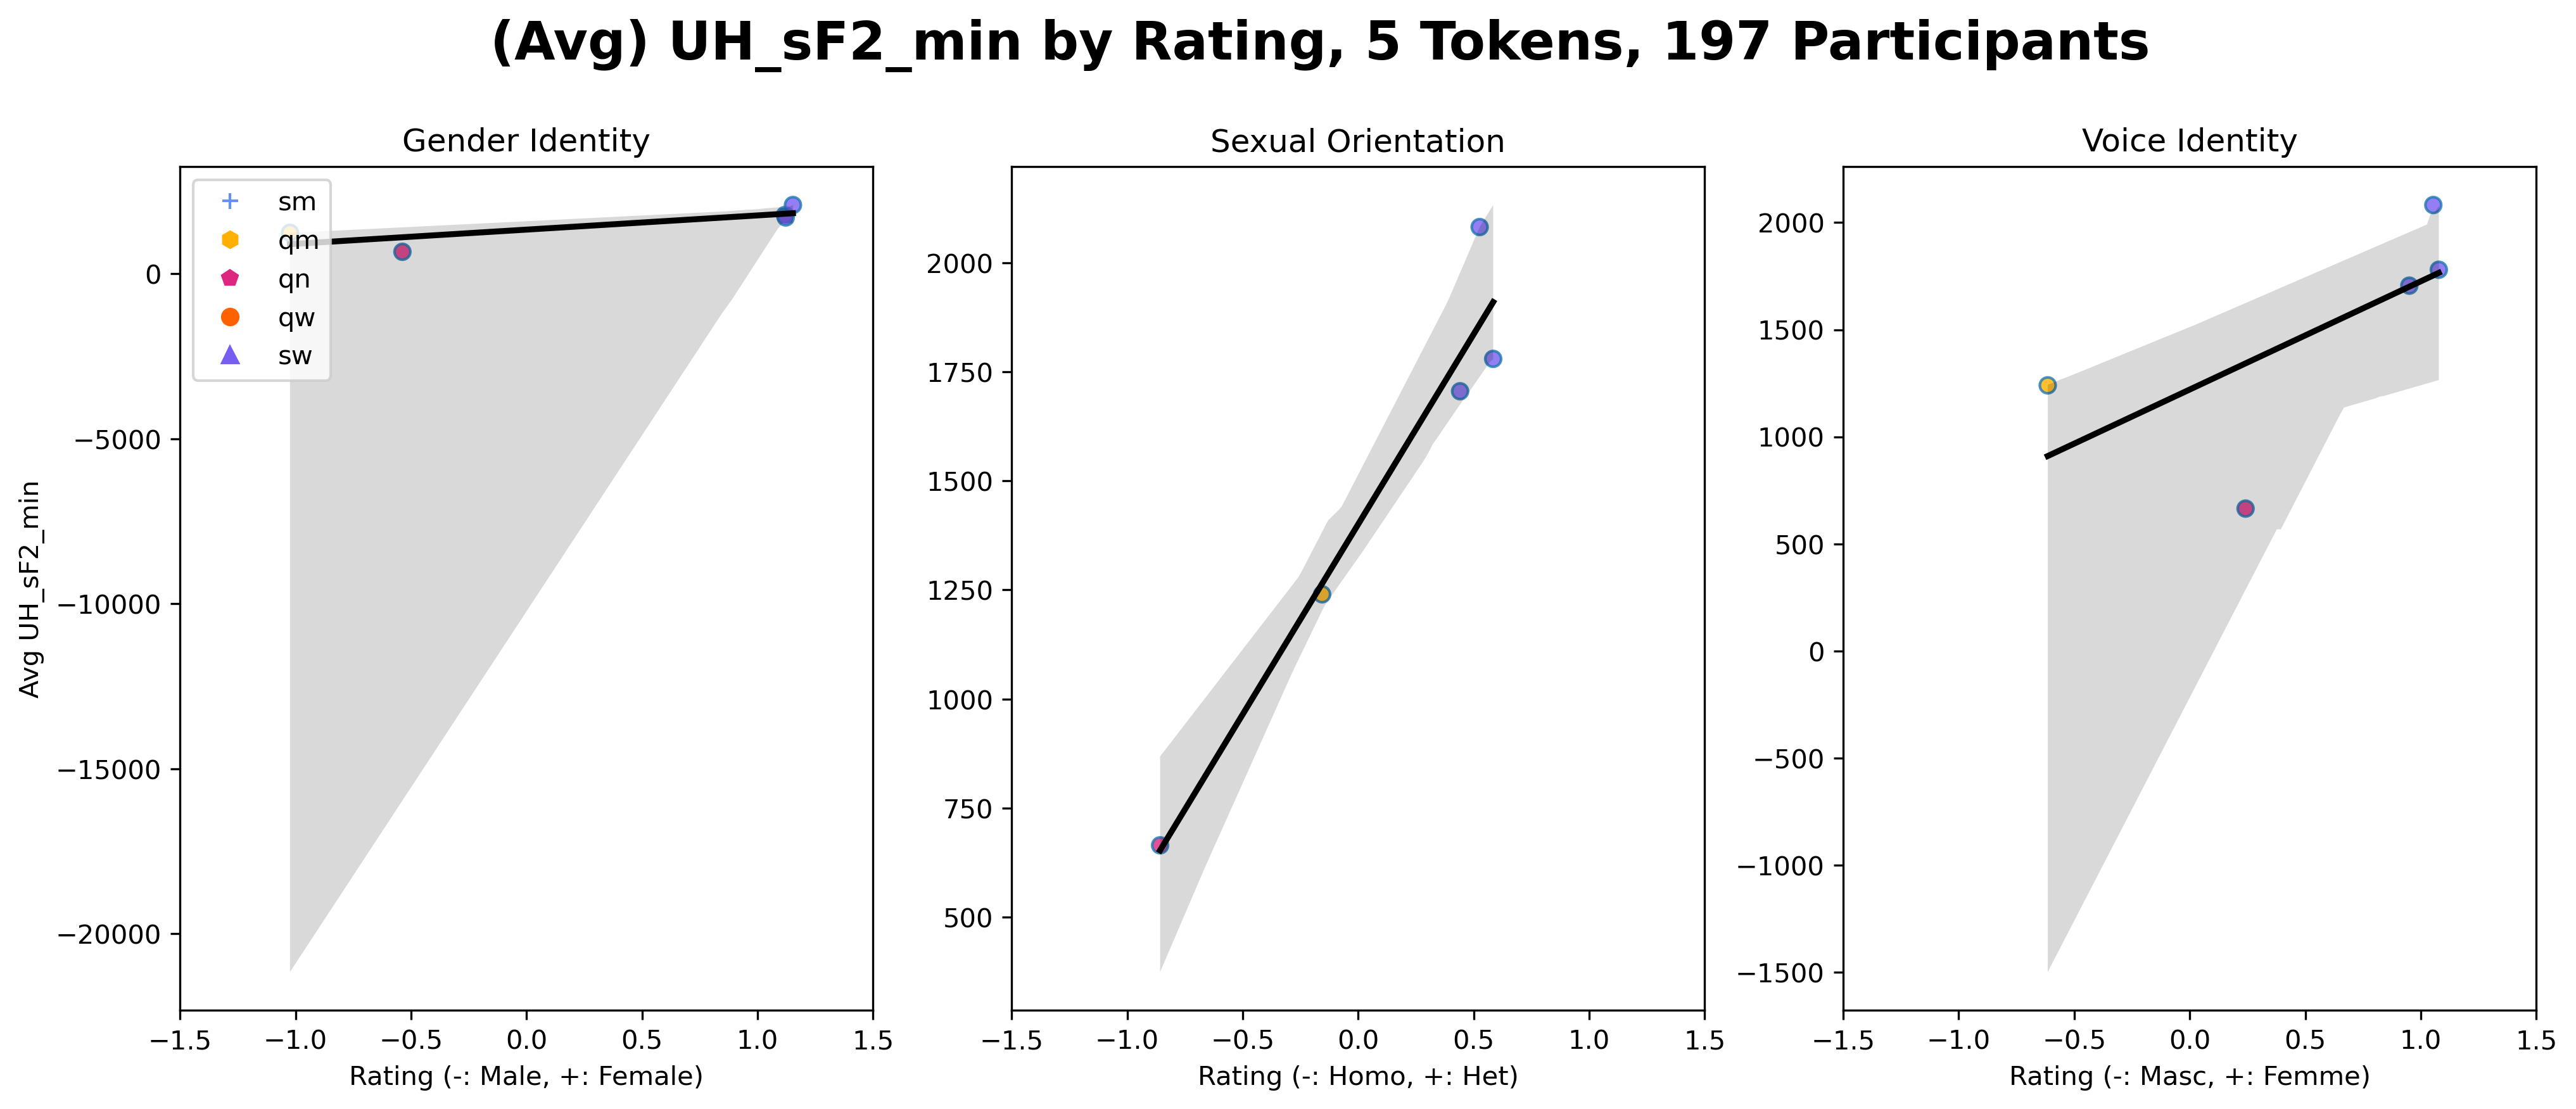 (Avg) UH_sF2_min by Rating, 5 Tokens, 197 Participants
Gender Identity
Sexual Orientation
Voice Identity
sm
qm
qn
qw
sw
Avg UH_sF2_min
0
−5000
−10000
−15000
−20000
−1.5 −1.0 −0.5 0.0 0.5 1.0 1.5
Rating (-: Male, +: Female)
2000
1750
1500
1250
1000
750
500
−1.5 −1.0 −0.5 0.0 0.5 1.0 1.5
Rating (-: Homo, +: Het)
2000
1500
1000
500
0
−500
−1000
−1500
−1.5 −1.0 −0.5 0.0 0.5 1.0 1.5
Rating (-: Masc, +: Femme)